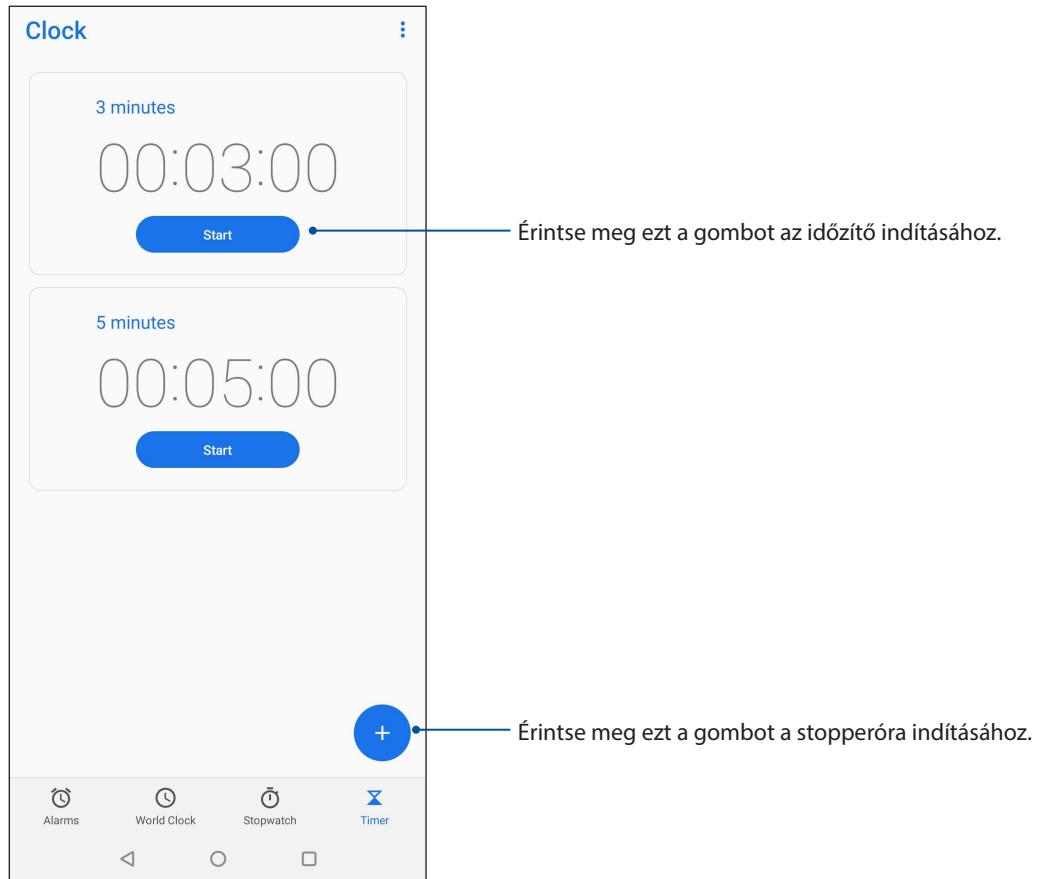 Clock
3 minutes
00:03:00
Start
Érintse meg ezt a gombot az időzítő indításához.
5 minutes
00:05:00
Start
+
Érintse meg ezt a gombot a stopperóra indításához.
Alarms World Clock Stopwatch Timer